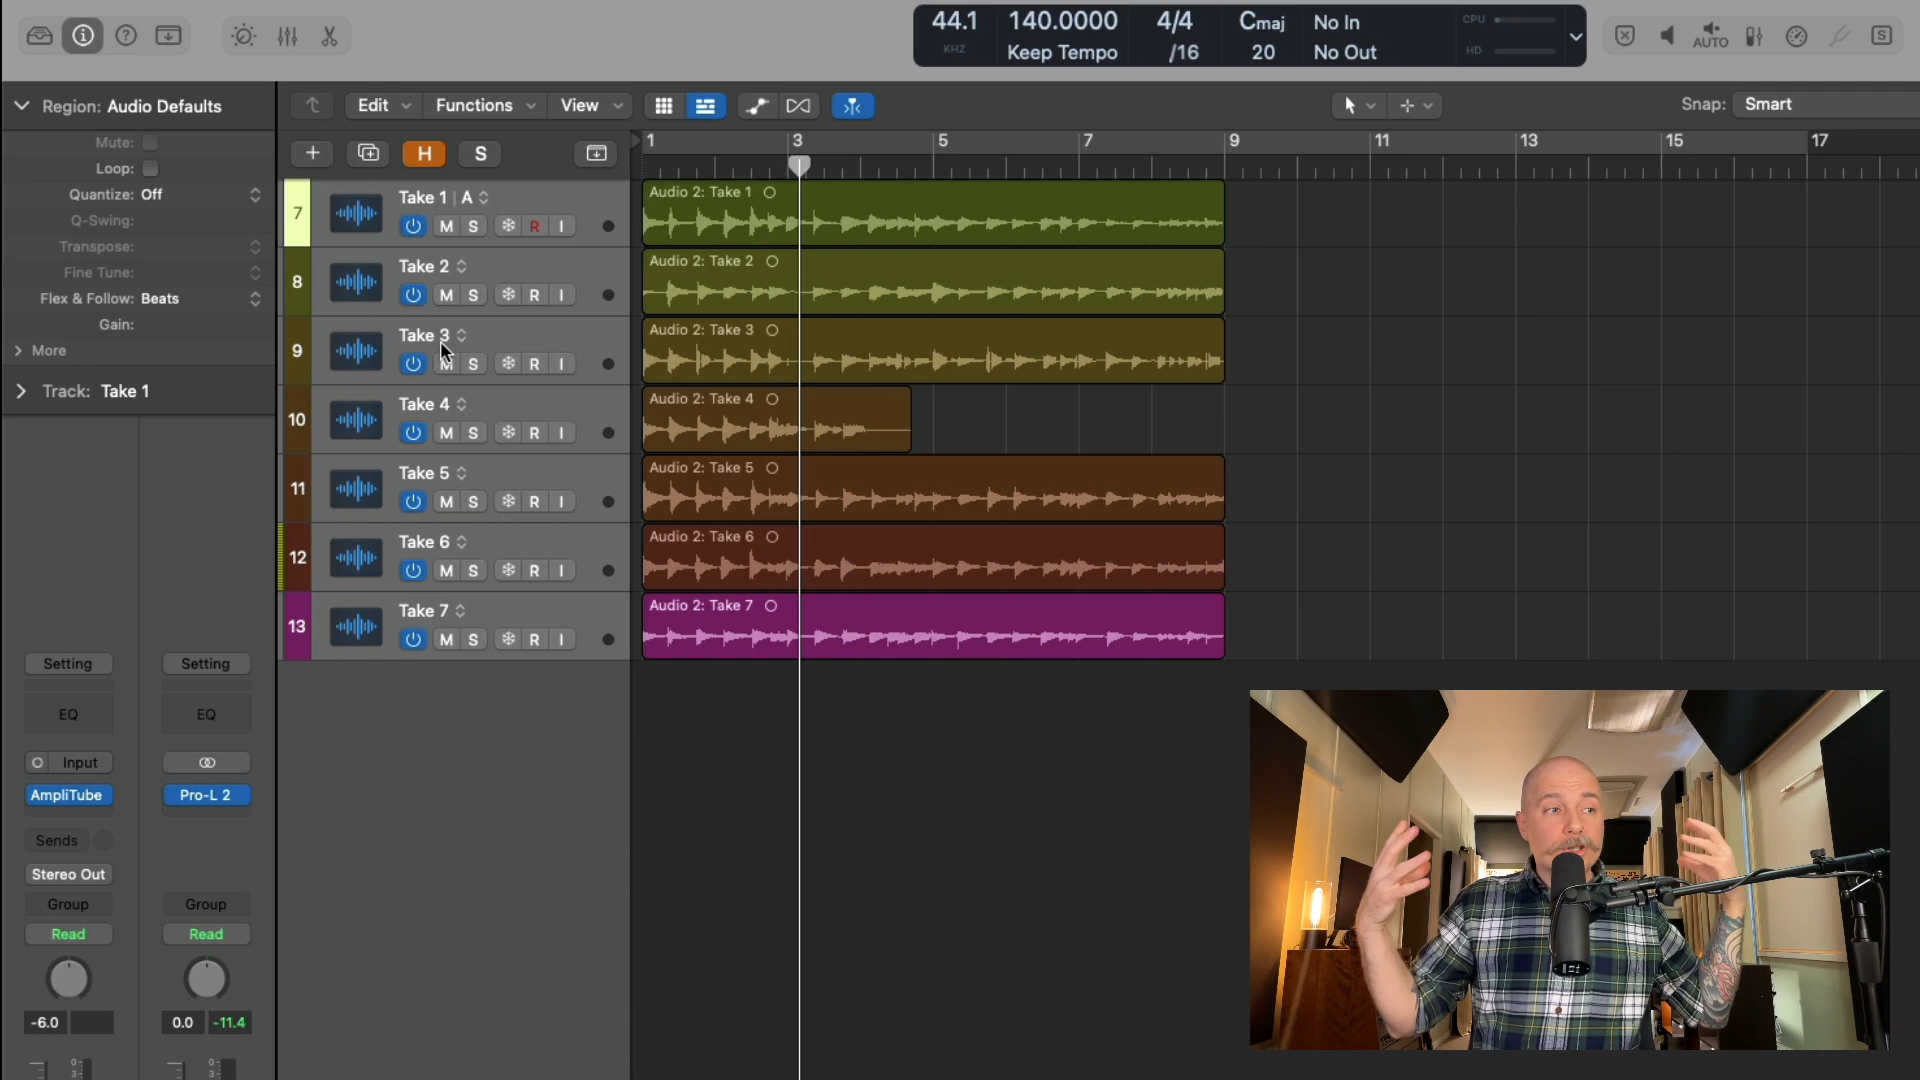 44.1 140.0000 4/4 Cmaj No In CPU
KHZ Keep Tempo /16 20 No Out HD
AUTO
S
Region: Audio Defaults
Edit Functions View
Snap: Smart
Mute:
Loop:
Quantize: Off
Q-Swing:
Transpose:
Fine Tune:
Flex & Follow: Beats
Gain:
More
Track: Take 1
H S
1 3 5 7 9 11 13 15 17
7 Take 1 | A
M S R I
Audio 2: Take 1
8 Take 2
M S R I
Audio 2: Take 2
9 Take 3
M S R I
Audio 2: Take 3
10 Take 4
M S R I
Audio 2: Take 4
11 Take 5
M S R I
Audio 2: Take 5
12 Take 6
M S R I
Audio 2: Take 6
13 Take 7
M S R I
Audio 2: Take 7
Setting Setting
EQ EQ
Input
AmpliTube Pro-L 2
Sends
Stereo Out
Group Group
Read Read
-6.0 0.0 -11.4
0 0
3 3